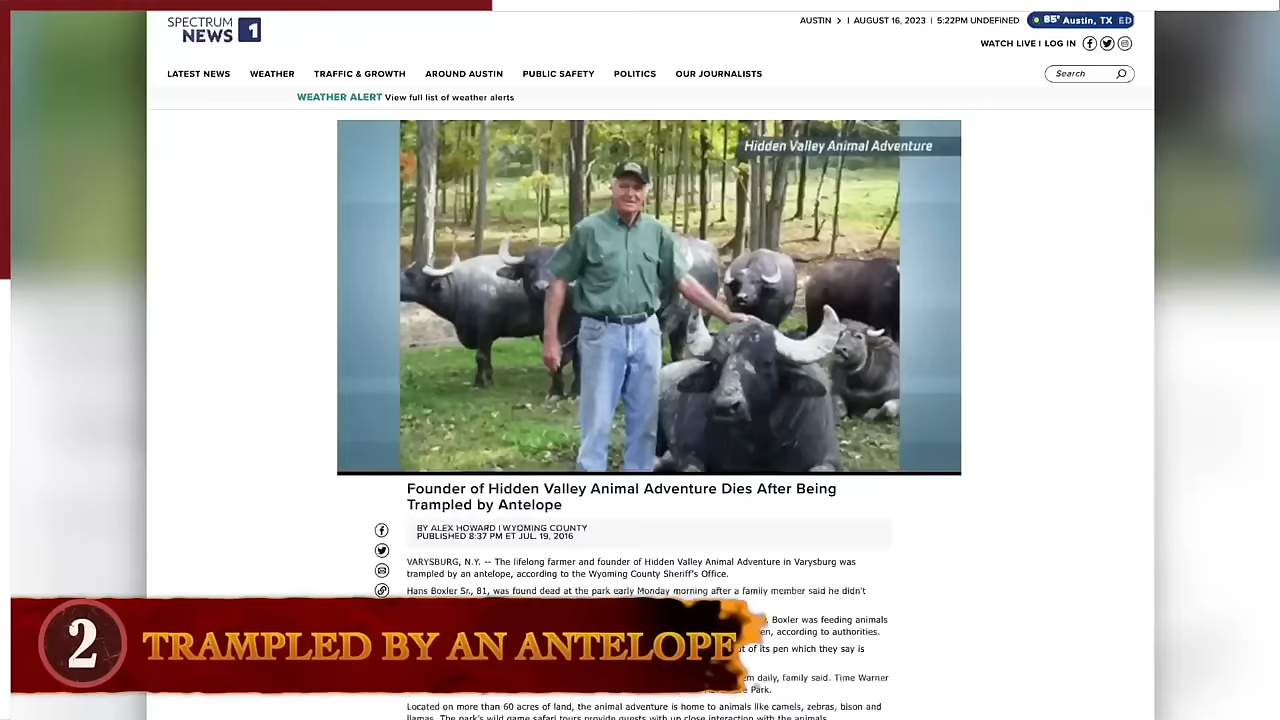 SPECTRUM
NEWS 1
AUSTIN > | AUGUST 16, 2023 | 5:22PM UNDEFINED
85° Austin, TX ED
WATCH LIVE | LOG IN
LATEST NEWS WEATHER TRAFFIC & GROWTH AROUND AUSTIN PUBLIC SAFETY POLITICS OUR JOURNALISTS
Search
WEATHER ALERT View full list of weather alerts
Hidden Valley Animal Adventure
Founder of Hidden Valley Animal Adventure Dies After Being
Trampled by Antelope
BY ALEX HOWARD | WYOMING COUNTY
PUBLISHED 8:37 PM ET JUL. 19, 2016
VARYSBURG, N.Y. -- The lifelong farmer and founder of Hidden Valley Animal Adventure in Varysburg was
trampled by an antelope, according to the Wyoming County Sheriff's Office.
Hans Boxler Sr., 81, was found dead at the park early Monday morning after a family member said he didn't
, Boxler was feeding animals
en, according to authorities.
t of its pen which they say is
m daily, family said. Time Warner
Park.
2 TRAMPLED BY AN ANTELOPE
Located on more than 60 acres of land, the animal adventure is home to animals like camels, zebras, bison and
llamas. The park's wild game safari tours provide guests with up close interaction with the animals.